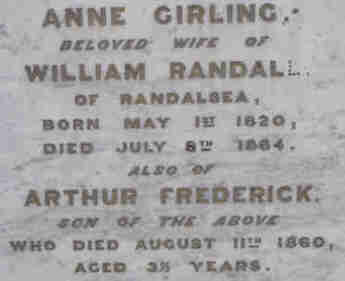 ANNE GIRLING.
BELOVED WIFE OF
WILLIAM RANDALL.
OF RANDALSEA,
BORN MAY 1ST 1820,
DIED JULY 8TH 1864.
ALSO OF
ARTHUR FREDERICK.
SON OF THE ABOVE
WHO DIED AUGUST 11TH 1860,
AGED 3½ YEARS.